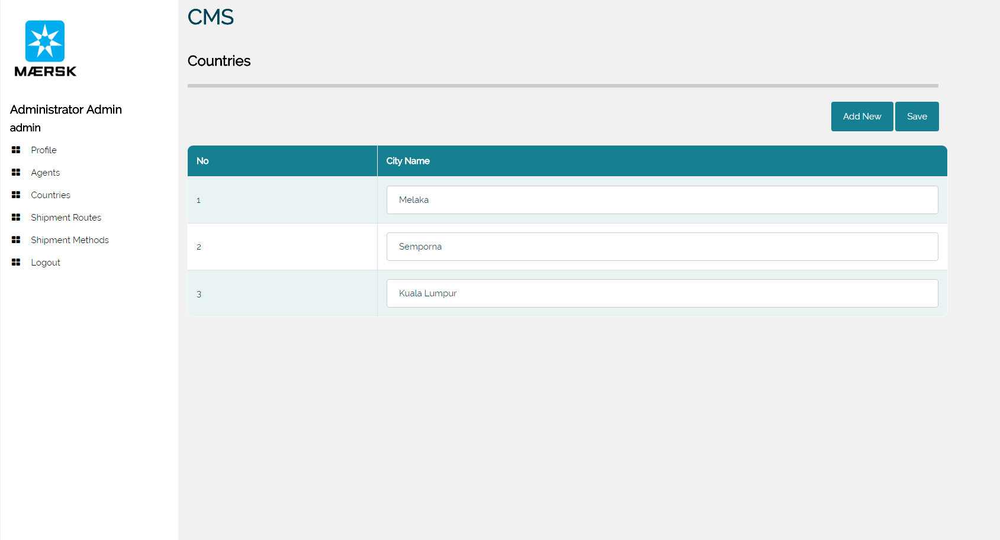 MÆRSK
Administrator Admin
admin
Profile
Agents
Countries
Shipment Routes
Shipment Methods
Logout
CMS
Countries
Add New Save
No City Name
1 Melaka
2 Semporna
3 Kuala Lumpur